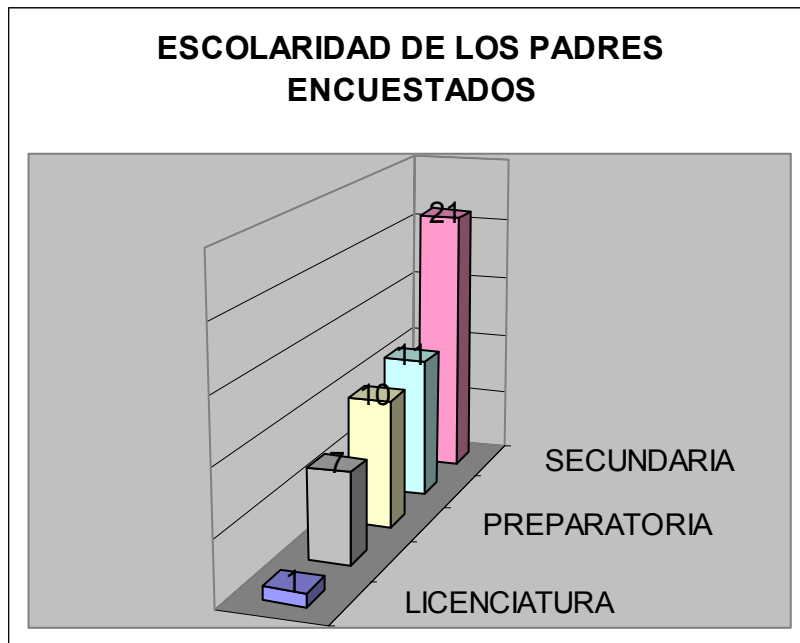 ESCOLARIDAD DE LOS PADRES
ENCUESTADOS
21
11
10
7
1
SECUNDARIA
PREPARATORIA
LICENCIATURA